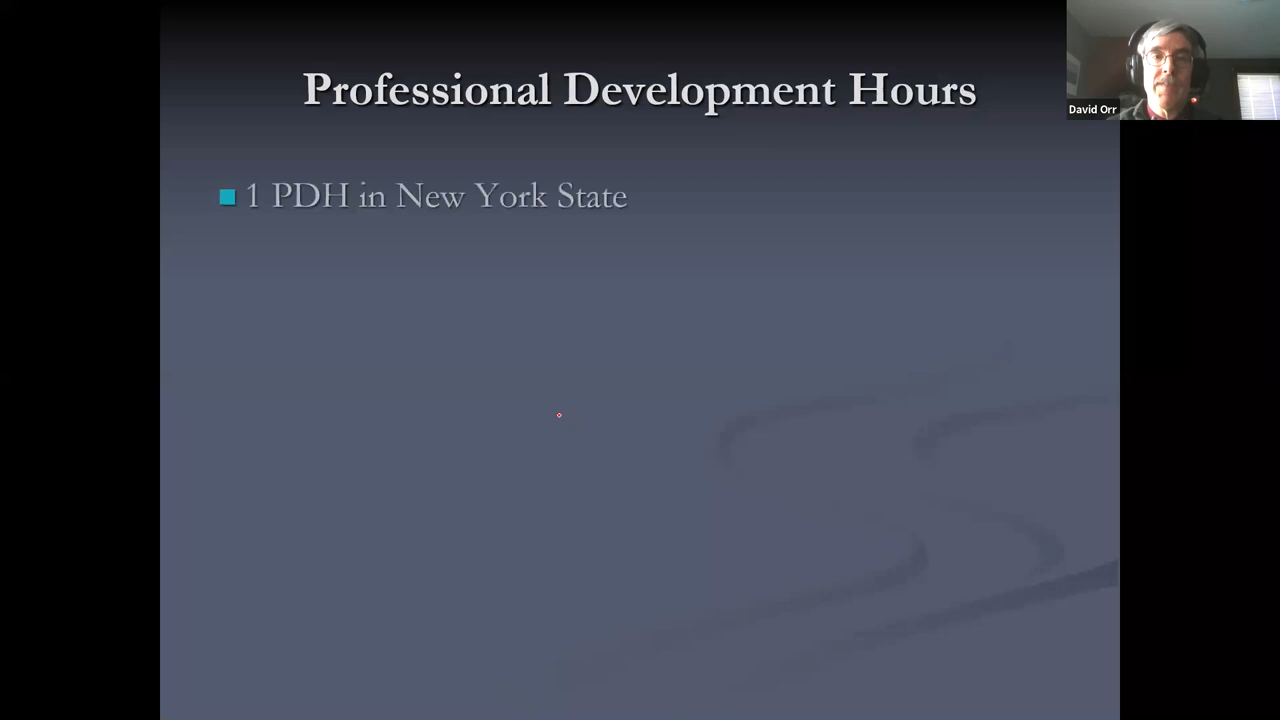 Professional Development Hours
David Orr
1 PDH in New York State